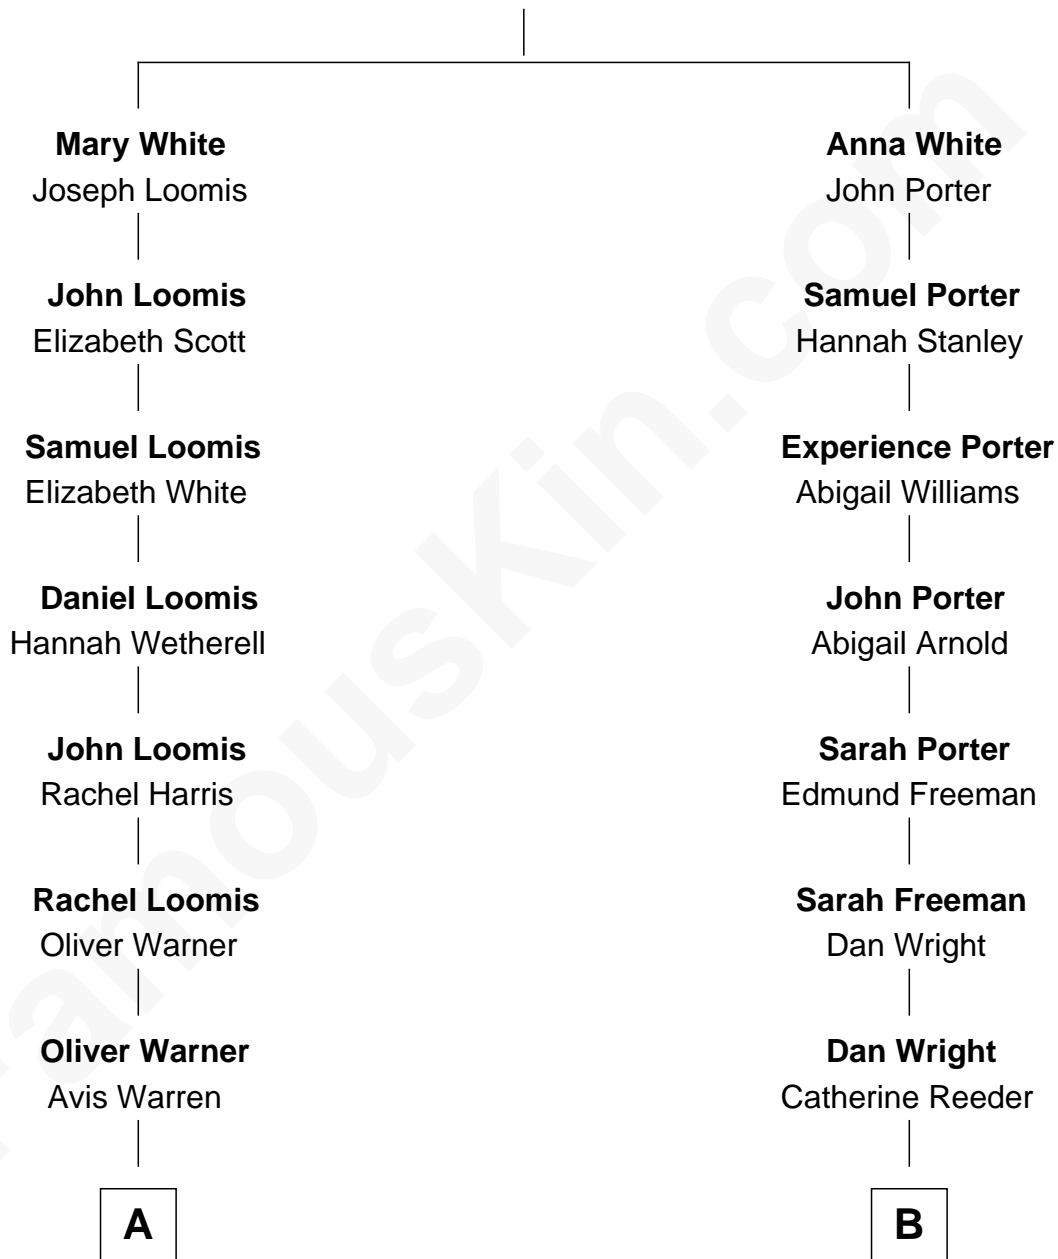 Mary White
Joseph Loomis
John Loomis
Elizabeth Scott
Samuel Loomis
Elizabeth White
Daniel Loomis
Hannah Wetherell
John Loomis
Rachel Harris
Rachel Loomis
Oliver Warner
Oliver Warner
Avis Warren
A
Anna White
John Porter
Samuel Porter
Hannah Stanley
Experience Porter
Abigail Williams
John Porter
Abigail Arnold
Sarah Porter
Edmund Freeman
Sarah Freeman
Dan Wright
Dan Wright
Catherine Reeder
B
FamousKin.com